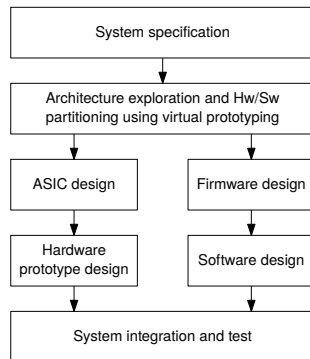 System specification
Architecture exploration and Hw/Sw
partitioning using virtual prototyping
ASIC design
Firmware design
Hardware
prototype design
Software design
System integration and test